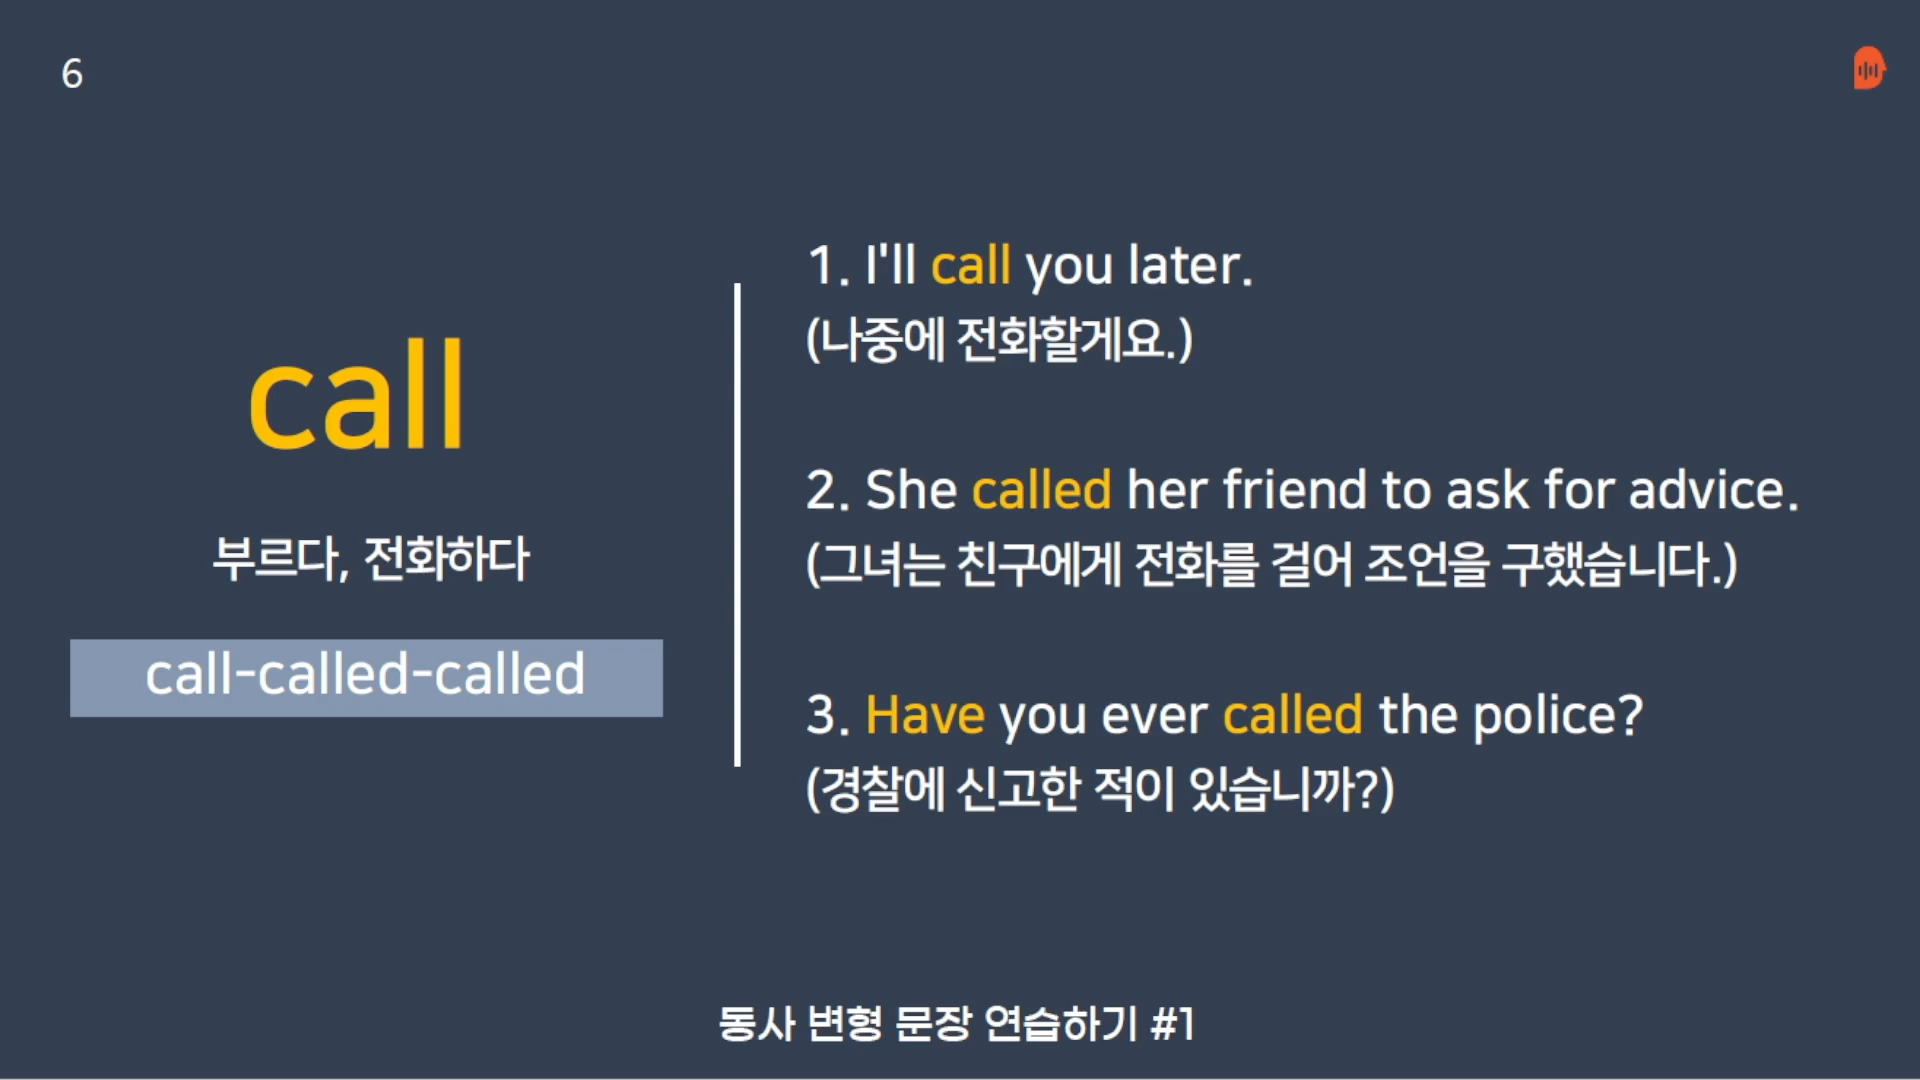 6
call
부르다, 전화하다
call-called-called
1. I'll call you later.
(나중에 전화할게요.)
2. She called her friend to ask for advice.
(그녀는 친구에게 전화를 걸어 조언을 구했습니다.)
3. Have you ever called the police?
(경찰에 신고한 적이 있습니까?)
동사 변형 문장 연습하기 #1